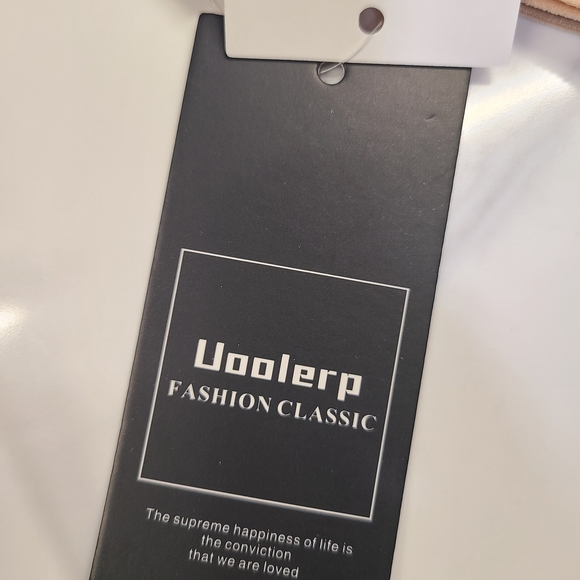 Uoolerp
FASHION CLASSIC
The supreme happiness of life is
the conviction
that we are loved